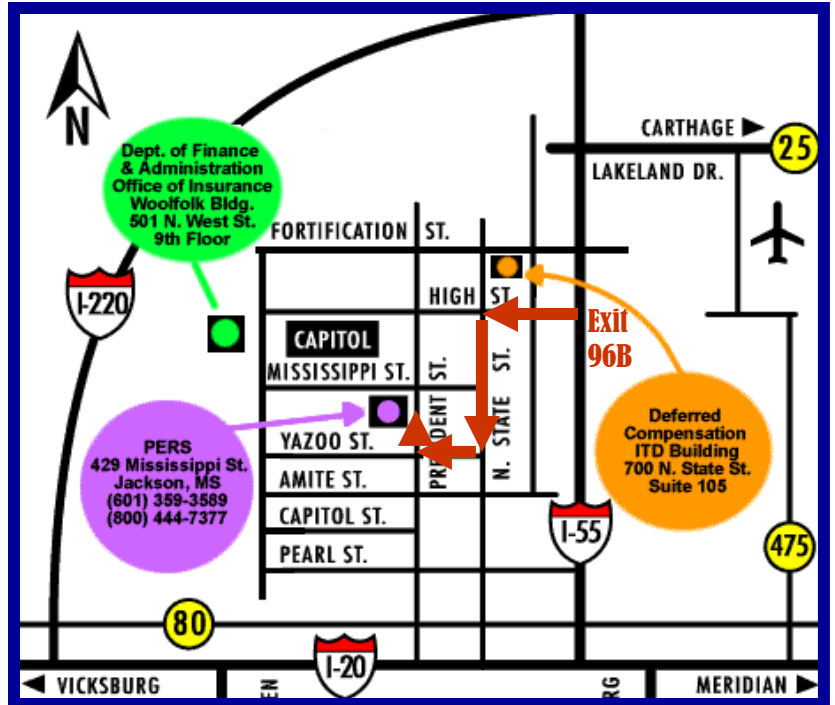 N
CARTHAGE
25
LAKELAND DR.
Dept. of Finance
& Administration
Office of Insurance
Woolfolk Bldg.
501 N. West St.
9th Floor
FORTIFICATION ST.
I-220
HIGH ST.
Exit
96B
CAPITOL
MISSISSIPPI ST.
PRESIDENT ST.
N. STATE ST.
PERS
429 Mississippi St.
Jackson, MS
(601) 359-3589
(800) 444-7377
YAZOO ST.
AMITE ST.
CAPITOL ST.
PEARL ST.
Deferred
Compensation
ITD Building
700 N. State St.
Suite 105
I-55
475
80
I-20
VICKSBURG
EN
RG
MERIDIAN